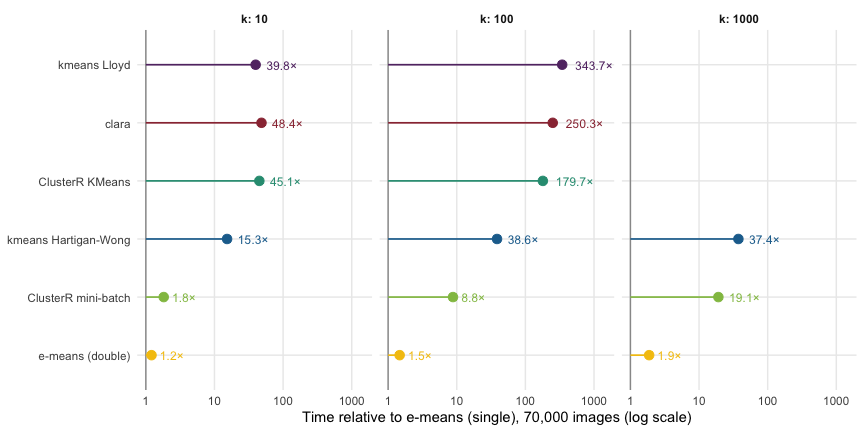 k: 10 k: 100 k: 1000
kmeans Lloyd 39.8× 343.7×
clara 48.4× 250.3×
ClusterR KMeans 45.1× 179.7×
kmeans Hartigan-Wong 15.3× 38.6× 37.4×
ClusterR mini-batch 1.8× 8.8× 19.1×
e-means (double) 1.2× 1.5× 1.9×
1 10 100 1000 1 10 100 1000 1 10 100 1000
Time relative to e-means (single), 70,000 images (log scale)